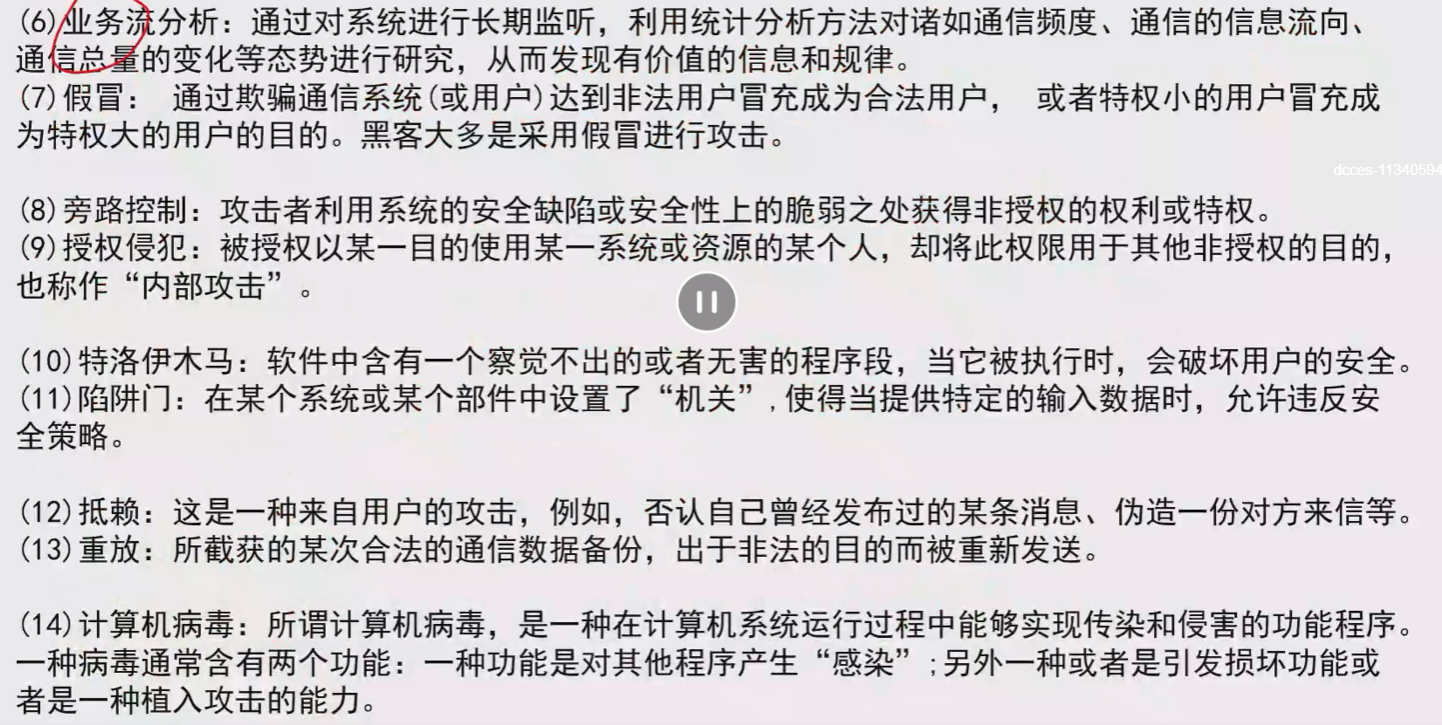 (6)业务流分析：通过对系统进行长期监听，利用统计分析方法对诸如通信频度、通信的信息流向、
通信总量的变化等态势进行研究，从而发现有价值的信息和规律。
(7)假冒： 通过欺骗通信系统(或用户)达到非法用户冒充成为合法用户， 或者特权小的用户冒充成
为特权大的用户的目的。黑客大多是采用假冒进行攻击。
dcces-11340594
(8)旁路控制：攻击者利用系统的安全缺陷或安全性上的脆弱之处获得非授权的权利或特权。
(9)授权侵犯：被授权以某一目的使用某一系统或资源的某个人，却将此权限用于其他非授权的目的，
也称作“内部攻击”。
(10)特洛伊木马：软件中含有一个察觉不出的或者无害的程序段，当它被执行时，会破坏用户的安全。
(11)陷阱门：在某个系统或某个部件中设置了“机关”,使得当提供特定的输入数据时，允许违反安
全策略。
(12)抵赖：这是一种来自用户的攻击，例如，否认自己曾经发布过的某条消息、伪造一份对方来信等。
(13)重放：所截获的某次合法的通信数据备份，出于非法的目的而被重新发送。
(14)计算机病毒：所谓计算机病毒，是一种在计算机系统运行过程中能够实现传染和侵害的功能程序。
一种病毒通常含有两个功能：一种功能是对其他程序产生“感染”;另外一种或者是引发损坏功能或
者是一种植入攻击的能力。